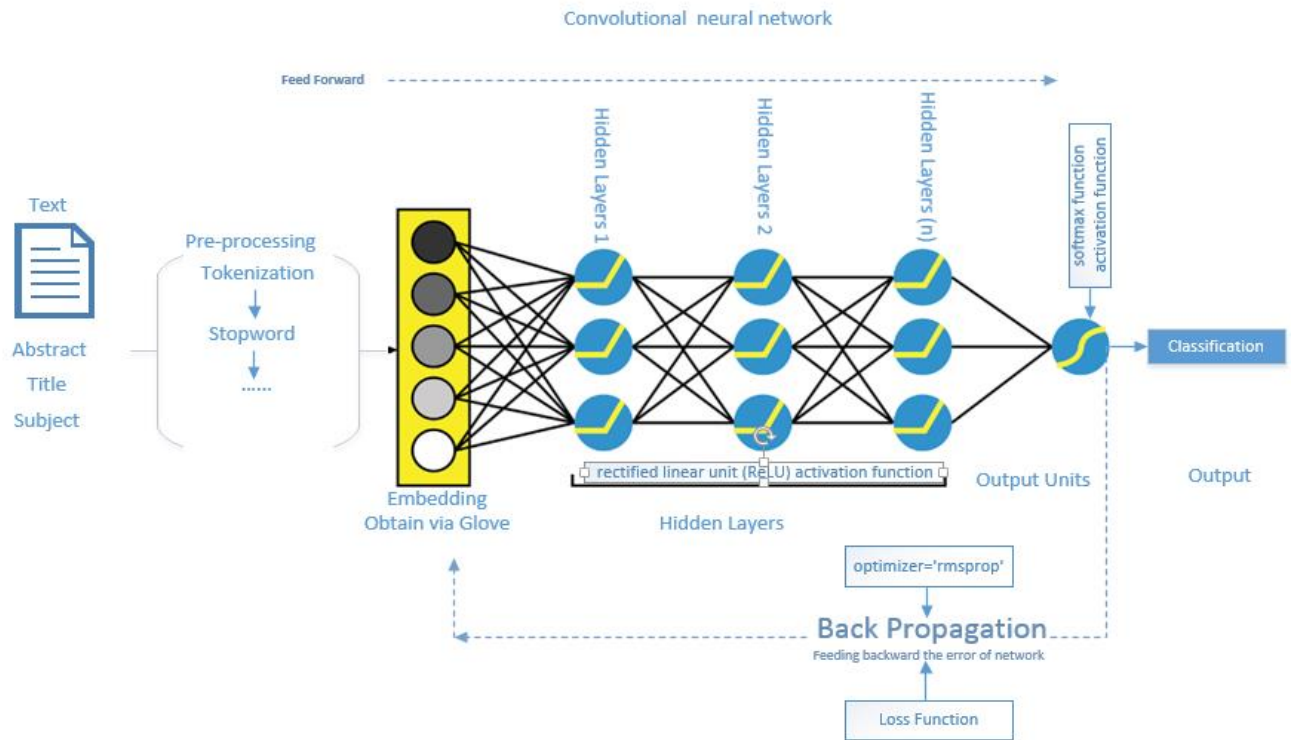 Convolutional neural network
Feed Forward
Hidden Layers 1
Hidden Layers 2
Hidden Layers (n)
softmax function
activation function
Text
Abstract
Title
Subject
Pre-processing
Tokenization
Stopword
......
Embedding
Obtain via Glove
rectified linear unit (ReLU) activation function
Hidden Layers
Output Units
Classification
Output
optimizer='rmsprop'
Back Propagation
Feeding backward the error of network
Loss Function